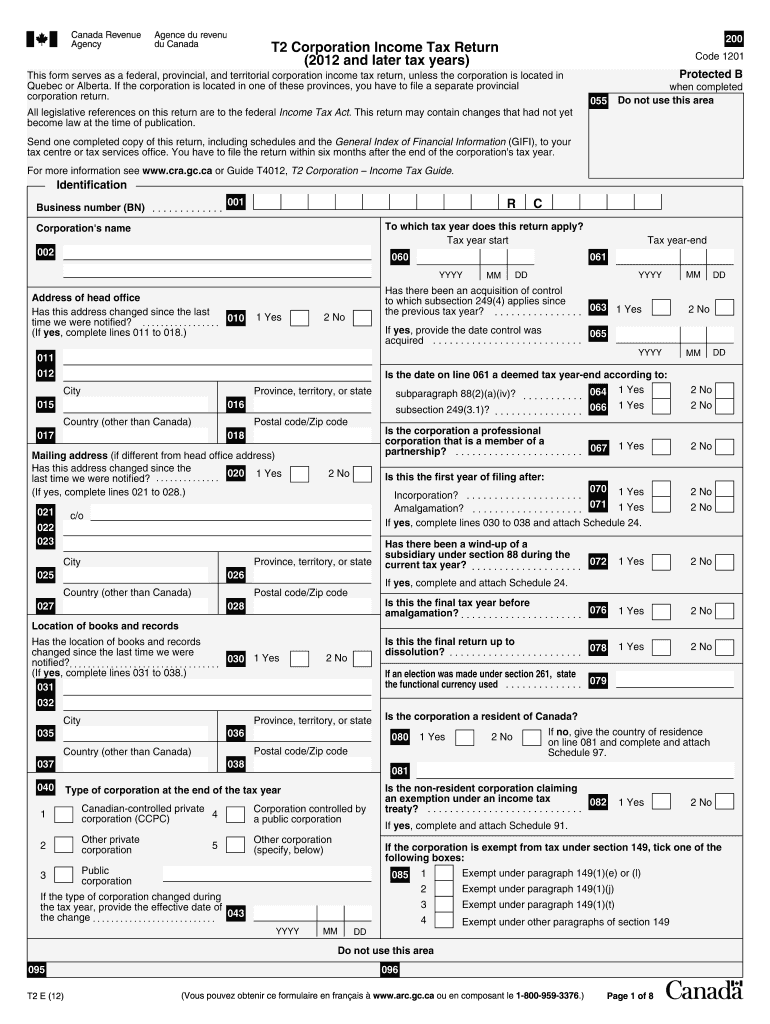 Canada Revenue Agency
Agence du revenu du Canada
T2 Corporation Income Tax Return
(2012 and later tax years)
200
Code 1201
Protected B
when completed
This form serves as a federal, provincial, and territorial corporation income tax return, unless the corporation is located in
Quebec or Alberta. If the corporation is located in one of these provinces, you have to file a separate provincial
corporation return.
All legislative references on this return are to the federal Income Tax Act. This return may contain changes that had not yet
become law at the time of publication.
Send one completed copy of this return, including schedules and the General Index of Financial Information (GIFI), to your
tax centre or tax services office. You have to file the return within six months after the end of the corporation's tax year.
For more information see www.cra.gc.ca or Guide T4012, T2 Corporation – Income Tax Guide.
055 Do not use this area
Identification
Business number (BN) . . . . . . . . . . . . . 001 R C
Corporation's name
002
Address of head office
Has this address changed since the last
time we were notified? . . . . . . . . . . . . . . . 010 1 Yes 2 No
(If yes, complete lines 011 to 018.)
011
012
City Province, territory, or state
015 016
Country (other than Canada) Postal code/Zip code
017 018
Mailing address (if different from head office address)
Has this address changed since the
last time we were notified? . . . . . . . . . . . . . 020 1 Yes 2 No
(If yes, complete lines 021 to 028.)
021 c/o
022
023
City Province, territory, or state
025 026
Country (other than Canada) Postal code/Zip code
027 028
Location of books and records
Has the location of books and records
changed since the last time we were
notified? . . . . . . . . . . . . . . . . . . . . . . . . . . . . . 030 1 Yes 2 No
(If yes, complete lines 031 to 038.)
031
032
City Province, territory, or state
035 036
Country (other than Canada) Postal code/Zip code
037 038
040 Type of corporation at the end of the tax year
1 Canadian-controlled private corporation (CCPC)
4 Corporation controlled by a public corporation
2 Other private corporation
5 Other corporation (specify, below)
3 Public corporation
If the type of corporation changed during
the tax year, provide the effective date of
the change . . . . . . . . . . . . . . . . . . . . . . . . . . 043
YYYY MM DD
To which tax year does this return apply?
Tax year start Tax year-end
060 061
YYYY MM DD YYYY MM DD
Has there been an acquisition of control
to which subsection 249(4) applies since
the previous tax year? . . . . . . . . . . . . . . . . . . 063 1 Yes 2 No
If yes, provide the date control was
acquired . . . . . . . . . . . . . . . . . . . . . . . . . . . . 065
YYYY MM DD
Is the date on line 061 a deemed tax year-end according to:
subparagraph 88(2)(a)(iv)? . . . . . . . . . . . 064 1 Yes 2 No
subsection 249(3.1)? . . . . . . . . . . . . . . . . 066 1 Yes 2 No
Is the corporation a professional
corporation that is a member of a
partnership? . . . . . . . . . . . . . . . . . . . . . . . . 067 1 Yes 2 No
Is this the first year of filing after:
Incorporation? . . . . . . . . . . . . . . . . . . . . . 070 1 Yes 2 No
Amalgamation? . . . . . . . . . . . . . . . . . . . . 071 1 Yes 2 No
If yes, complete lines 030 to 038 and attach Schedule 24.
Has there been a wind-up of a
subsidiary under section 88 during the
current tax year? . . . . . . . . . . . . . . . . . . . . 072 1 Yes 2 No
If yes, complete and attach Schedule 24.
Is this the final tax year before
amalgamation? . . . . . . . . . . . . . . . . . . . . . . 076 1 Yes 2 No
Is this the final return up to
dissolution? . . . . . . . . . . . . . . . . . . . . . . . . . 078 1 Yes 2 No
If an election was made under section 261, state
the functional currency used . . . . . . . . . . . . . . 079
Is the corporation a resident of Canada?
080 1 Yes 2 No If no, give the country of residence
on line 081 and complete and attach
Schedule 97.
081
Is the non-resident corporation claiming
an exemption under an income tax
treaty? . . . . . . . . . . . . . . . . . . . . . . . . . . . . . 082 1 Yes 2 No
If yes, complete and attach Schedule 91.
If the corporation is exempt from tax under section 149, tick one of the
following boxes:
085 1 Exempt under paragraph 149(1)(e) or (l)
2 Exempt under paragraph 149(1)(j)
3 Exempt under paragraph 149(1)(t)
4 Exempt under other paragraphs of section 149
Do not use this area
095 096
T2 E (12) (Vous pouvez obtenir ce formulaire en français à www.arc.gc.ca ou en composant le 1-800-959-3376.) Page 1 of 8 Canada